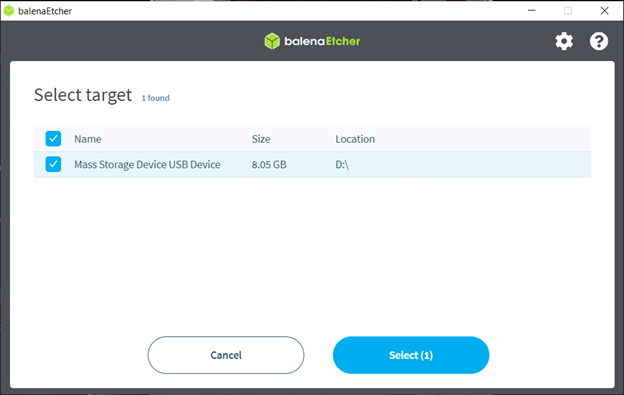 balenaEtcher
balenaEtcher
Select target 1 found
Name Size Location
Mass Storage Device USB Device 8.05 GB D:\
Cancel Select (1)